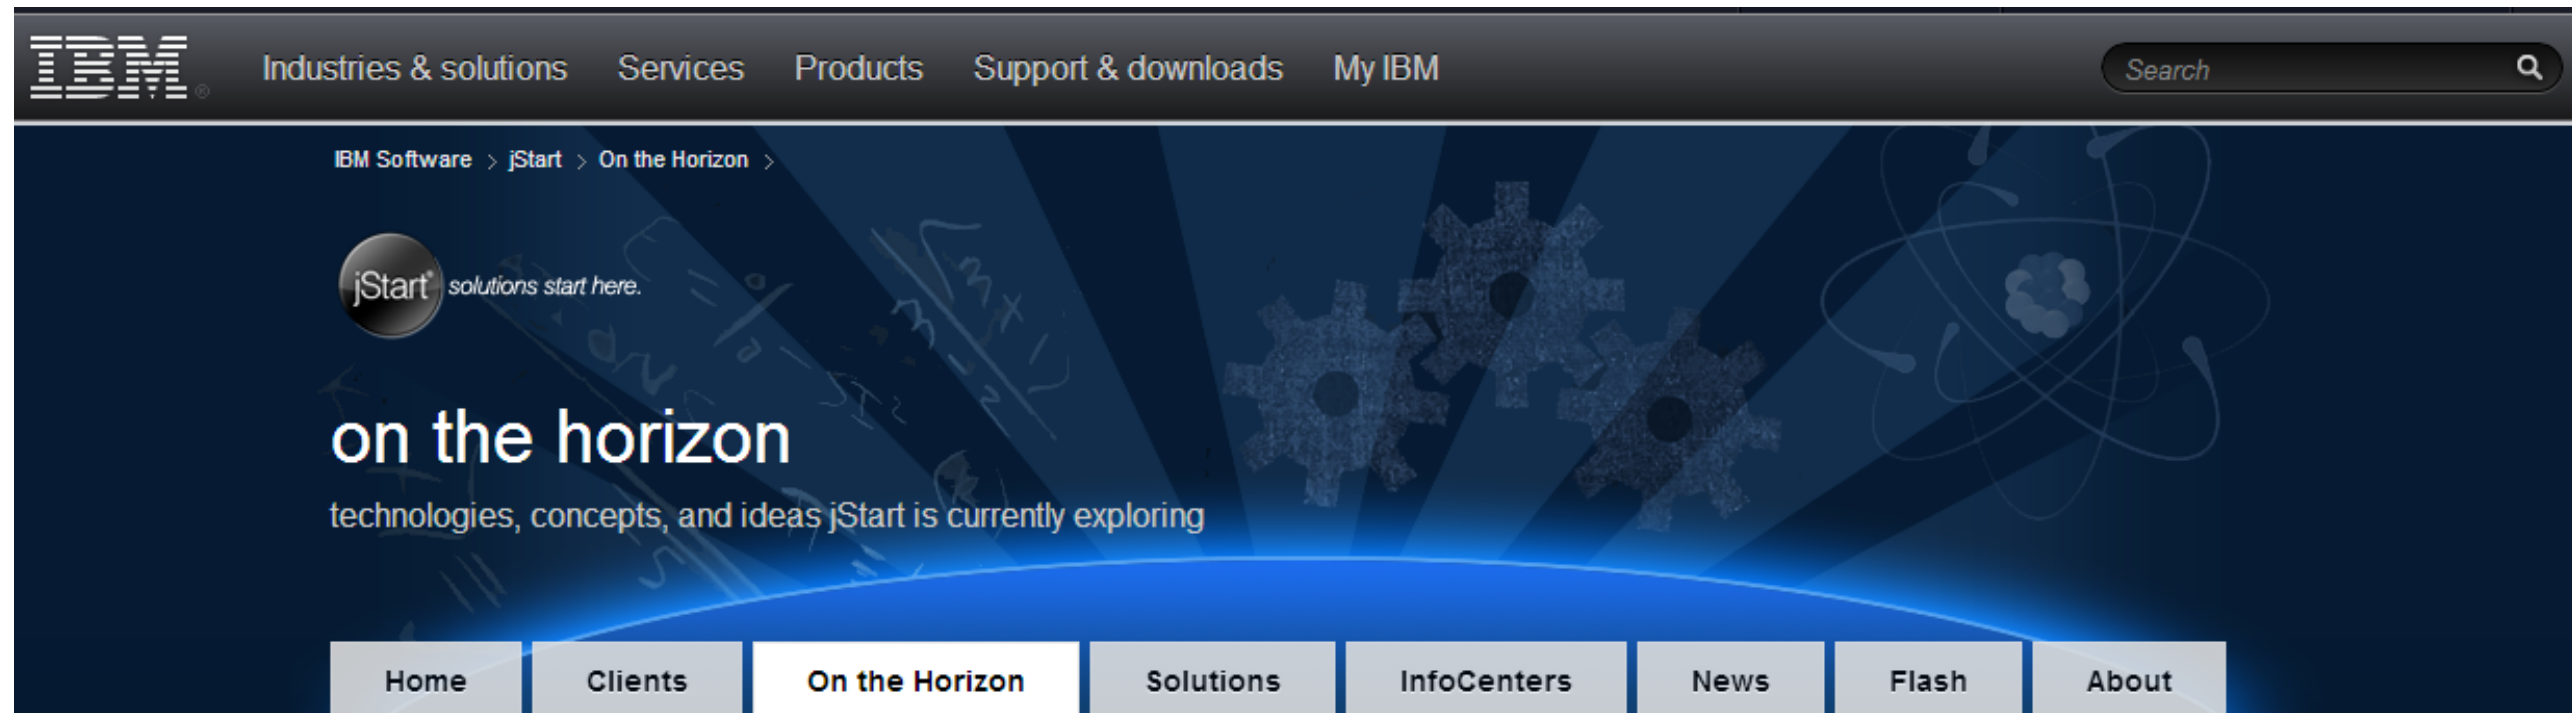 IBM® Industries & solutions Services Products Support & downloads My IBM Search
IBM Software > jStart > On the Horizon >
jStart® solutions start here.
on the horizon
technologies, concepts, and ideas jStart is currently exploring
Home Clients On the Horizon Solutions InfoCenters News Flash About